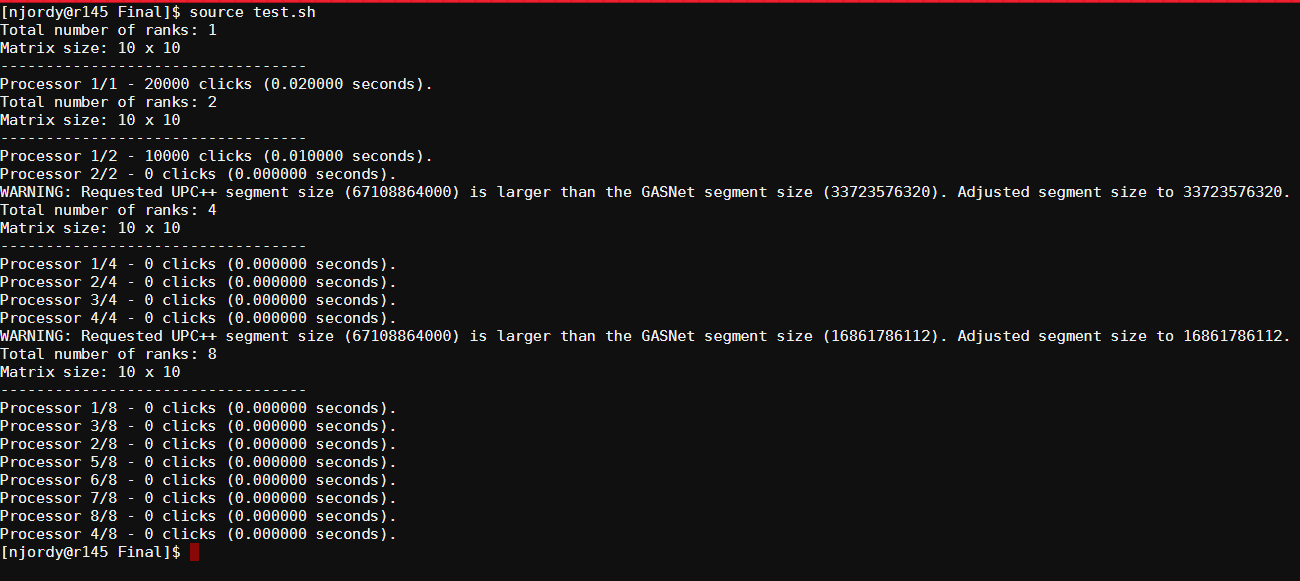 [njordy@r145 Final]$ source test.sh
Total number of ranks: 1
Matrix size: 10 x 10
----------------------------------
Processor 1/1 - 20000 clicks (0.020000 seconds).
Total number of ranks: 2
Matrix size: 10 x 10
----------------------------------
Processor 1/2 - 10000 clicks (0.010000 seconds).
Processor 2/2 - 0 clicks (0.000000 seconds).
WARNING: Requested UPC++ segment size (67108864000) is larger than the GASNet segment size (33723576320). Adjusted segment size to 33723576320.
Total number of ranks: 4
Matrix size: 10 x 10
----------------------------------
Processor 1/4 - 0 clicks (0.000000 seconds).
Processor 2/4 - 0 clicks (0.000000 seconds).
Processor 3/4 - 0 clicks (0.000000 seconds).
Processor 4/4 - 0 clicks (0.000000 seconds).
WARNING: Requested UPC++ segment size (67108864000) is larger than the GASNet segment size (16861786112). Adjusted segment size to 16861786112.
Total number of ranks: 8
Matrix size: 10 x 10
----------------------------------
Processor 1/8 - 0 clicks (0.000000 seconds).
Processor 3/8 - 0 clicks (0.000000 seconds).
Processor 2/8 - 0 clicks (0.000000 seconds).
Processor 5/8 - 0 clicks (0.000000 seconds).
Processor 6/8 - 0 clicks (0.000000 seconds).
Processor 7/8 - 0 clicks (0.000000 seconds).
Processor 8/8 - 0 clicks (0.000000 seconds).
Processor 4/8 - 0 clicks (0.000000 seconds).
[njordy@r145 Final]$